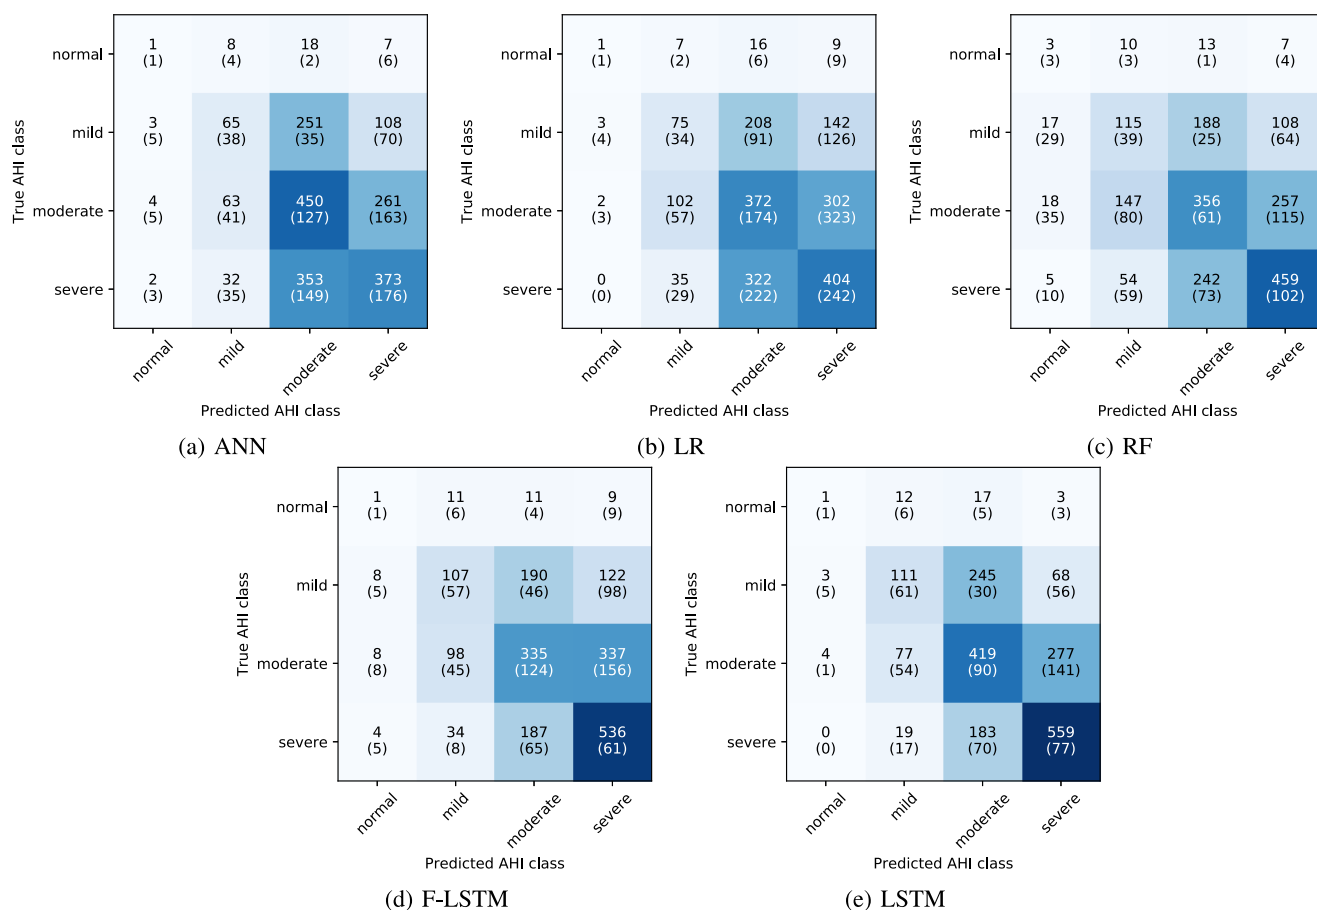 normal 1 8 18 7
(1) (4) (2) (6)
mild 3 65 251 108
(5) (38) (35) (70)
moderate 4 63 450 261
(5) (41) (127) (163)
severe 2 32 353 373
(3) (35) (149) (176)
True AHI class
normal mild moderate severe
Predicted AHI class
(a) ANN
normal 1 7 16 9
(1) (2) (6) (9)
mild 3 75 208 142
(4) (34) (91) (126)
moderate 2 102 372 302
(3) (57) (174) (323)
severe 0 35 322 404
(0) (29) (222) (242)
True AHI class
normal mild moderate severe
Predicted AHI class
(b) LR
normal 3 10 13 7
(3) (3) (1) (4)
mild 17 115 188 108
(29) (39) (25) (64)
moderate 18 147 356 257
(35) (80) (61) (115)
severe 5 54 242 459
(10) (59) (73) (102)
True AHI class
normal mild moderate severe
Predicted AHI class
(c) RF
normal 1 11 11 9
(1) (6) (4) (9)
mild 8 107 190 122
(5) (57) (46) (98)
moderate 8 98 335 337
(8) (45) (124) (156)
severe 4 34 187 536
(5) (8) (65) (61)
True AHI class
normal mild moderate severe
Predicted AHI class
(d) F-LSTM
normal 1 12 17 3
(1) (6) (5) (3)
mild 3 111 245 68
(5) (61) (30) (56)
moderate 4 77 419 277
(1) (54) (90) (141)
severe 0 19 183 559
(0) (17) (70) (77)
True AHI class
normal mild moderate severe
Predicted AHI class
(e) LSTM